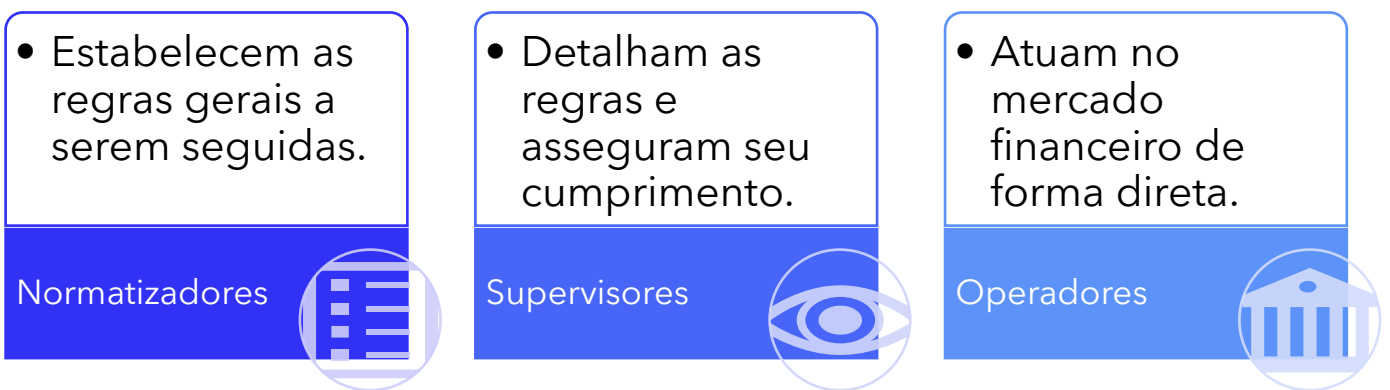 • Estabelecem as
regras gerais a
serem seguidas.
Normatizadores
• Detalham as
regras e
asseguram seu
cumprimento.
Supervisores
• Atuam no
mercado
financeiro de
forma direta.
Operadores